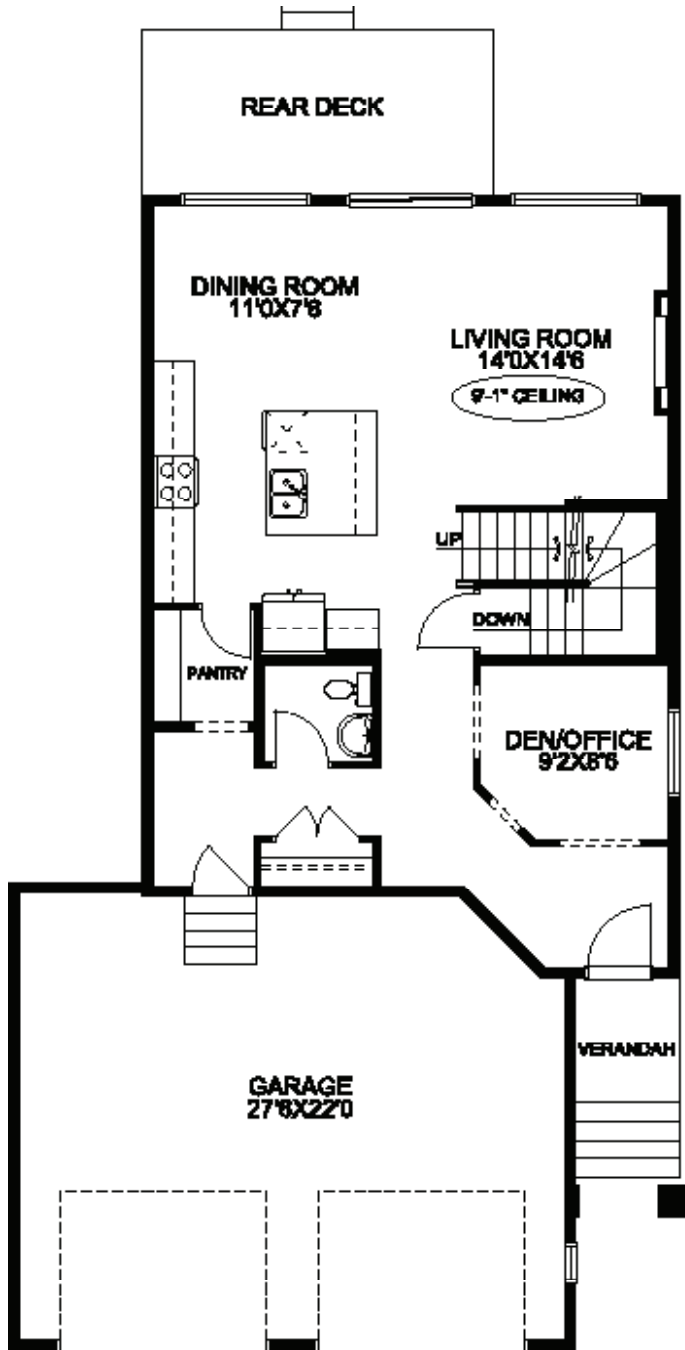 REAR DECK
DINING ROOM
11'0X7'6
LIVING ROOM
14'0X14'6
9'-1" CEILING
UP
DOWN
PANTRY
DEN/OFFICE
9'2X8'6
VERANDAH
GARAGE
27'6X22'0